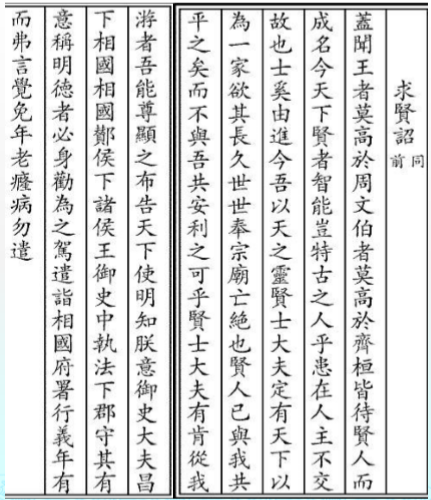 求賢詔 同前
蓋聞王者莫高於周文伯者莫高於齊桓皆待賢人而
成名今天下賢者智能豈特古之人乎患在人主不交
故也士奚由進今吾以天之靈賢士大夫定有天下以
為一家欲其長久世世奉宗廟亡絶也賢人已與我共
平之矣而不與吾共安利之可乎賢士大夫有肯從我
游者吾能尊顯之布告天下使明知朕意御史大夫昌
下相國相國酇侯下諸侯王御史中執法下郡守其有
意稱明德者必身勸為之駕遣詣相國府署行義年有
而弗言覺免年老癃病勿遣